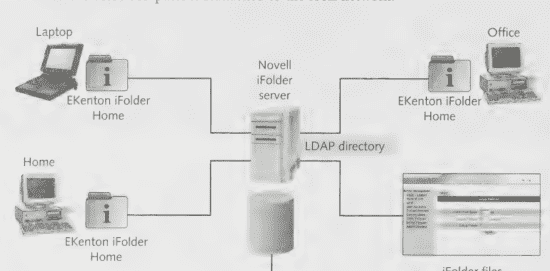 Laptop
Office
Novell
iFolder
server
EKenton iFolder
Home
EKenton iFolder
Home
LDAP directory
Home
EKenton iFolder
Home
iFolder files